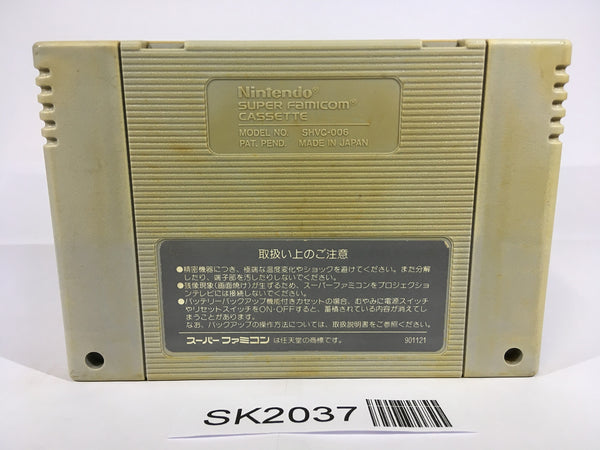 Nintendo®
SUPER FAMICOM®
CASSETTE
MODEL NO. SHVC-006
PAT. PEND. MADE IN JAPAN
取扱い上のご注意
●精密機器につき、極端な温度変化やショックを避けてください。また分解
したり、端子部を汚したりしないでください。
●残像現象(画面焼け)が生ずるため、スーパーファミコンをプロジェクショ
ンテレビには接続しないでください。
●バッテリーバックアップ機能付きカセットの場合、むやみに電源スイッチ
やリセットスイッチをON・OFFすると、蓄積されている内容が消えてし
まうことがあります。
なお、バックアップの操作方法については、取扱説明書をご参照ください。
スーパーファミコン は任天堂の商標です。 901121
SK2037